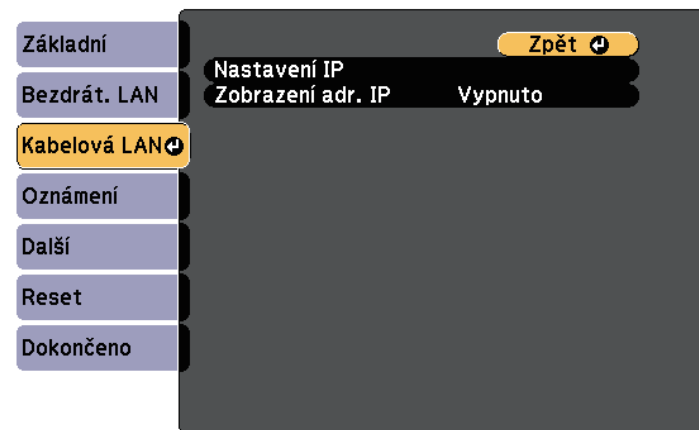 Základní
Bezdrát. LAN
Kabelová LAN
Oznámení
Další
Reset
Dokončeno
Zpět
Nastavení IP
Zobrazení adr. IP Vypnuto